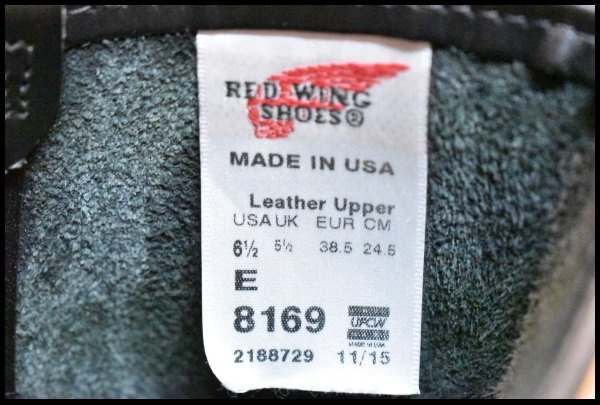 RED WING
SHOES®
MADE IN USA
Leather Upper
USA UK EUR CM
6½ 5½ 38.5 24.5
E
8169
UFCW
MADE IN USA
2188729 11/15